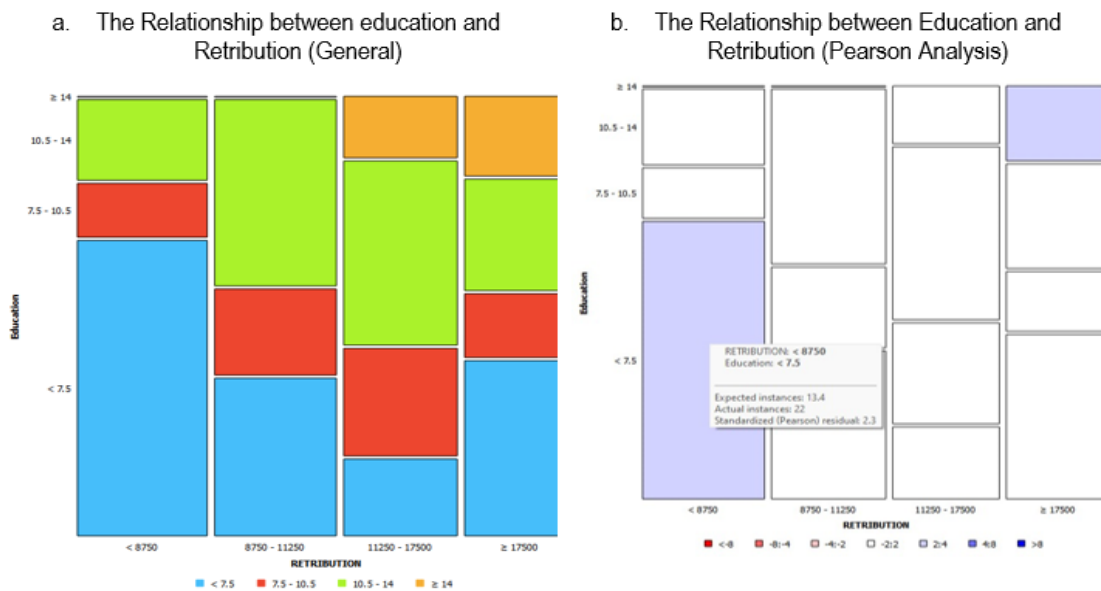 a. The Relationship between education and
Retribution (General)
≥ 14
10.5 - 14
7.5 - 10.5
< 7.5
Education
< 8750
8750 - 11250
11250 - 17500
≥ 17500
RETRIBUTION
< 7.5
7.5 - 10.5
10.5 - 14
≥ 14
b. The Relationship between Education and
Retribution (Pearson Analysis)
≥ 14
10.5 - 14
7.5 - 10.5
< 7.5
Education
RETRIBUTION: < 8750
Education: < 7.5
Expected instances: 13.4
Actual instances: 22
Standardized (Pearson) residual: 2.3
< 8750
8750 - 11250
11250 - 17500
≥ 17500
RETRIBUTION
<-8
-8:-4
-4:-2
-2:2
2:4
4:8
>8